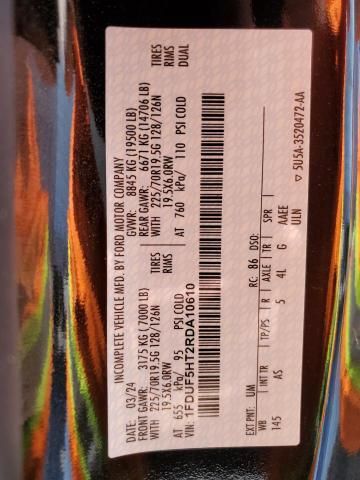 INCOMPLETE VEHICLE MFD. BY FORD MOTOR COMPANY
DATE: 03/24 GVWR: 8845 KG (19500 LB)
FRONT GAWR: 3175 KG (7000 LB) REAR GAWR: 6671 KG (14706 LB)
WITH 225/70R19.5G 128/126N TIRES WITH 225/70R19.5G 128/126N TIRES
19.5X6.0RW RIMS 19.5X6.0RW RIMS
AT 655 kPa/ 95 PSI COLD AT 760 kPa/ 110 PSI COLD DUAL
VIN: 1FDUF5HT2RDA10610
EXT PNT: UM RC: 86 DSO:
WB INT TR TP/PS R AXLE TR SPR
145 AS 5 4L G AAEE
ULN
▽ 5U5A-3520472-AA